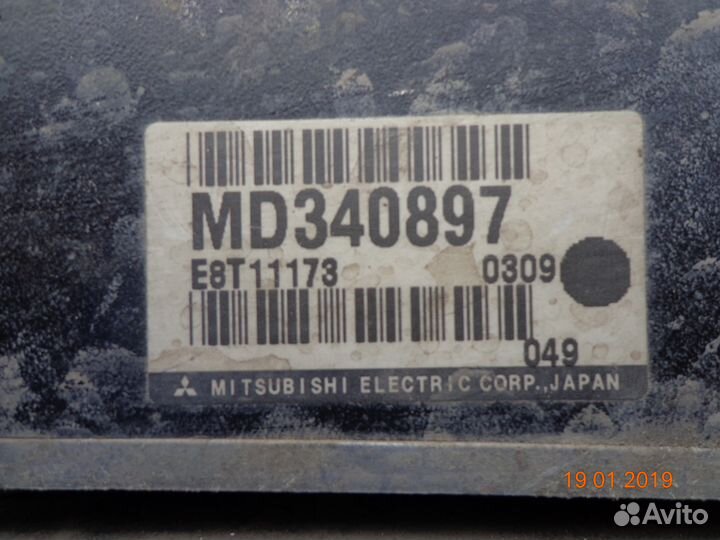 MD340897
E8T11173 0309
049
MITSUBISHI ELECTRIC CORP.,JAPAN
19.01.2019
Avito